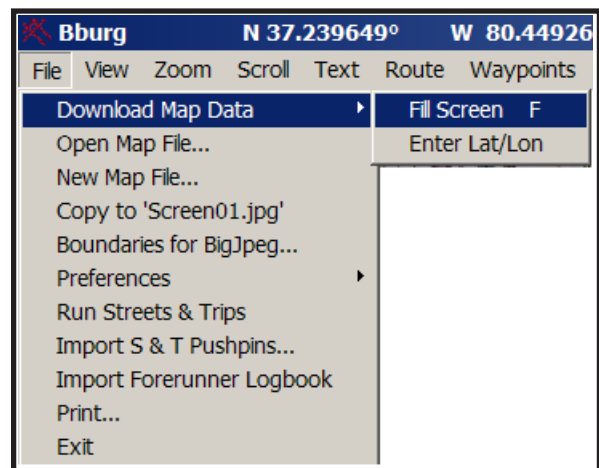 Bburg N 37.239649° W 80.44926
File View Zoom Scroll Text Route Waypoints
Download Map Data Fill Screen F
Open Map File... Enter Lat/Lon
New Map File...
Copy to 'Screen01.jpg'
Boundaries for BigJpeg...
Preferences
Run Streets & Trips
Import S & T Pushpins...
Import Forerunner Logbook
Print...
Exit